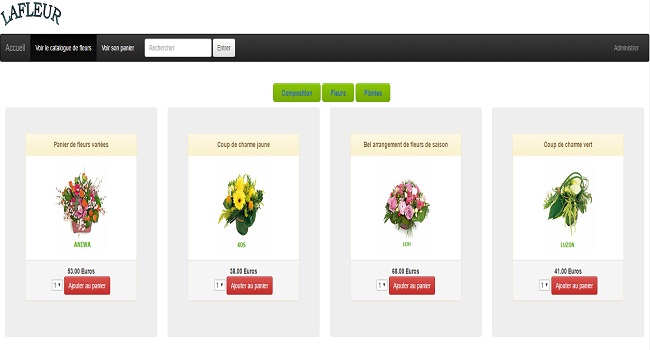 LAFLEUR
Accueil Voir le catalogue de fleurs Voir son panier Rechercher Entrer Administrer
Composition Fleurs Plantes
Panier de fleurs variées
ANIWA
53.00 Euros
1 Ajouter au panier
Coup de charme jaune
KOS
38.00 Euros
1 Ajouter au panier
Bel arrangement de fleurs de saison
LOH
68.00 Euros
1 Ajouter au panier
Coup de charme vert
LUZON
41.00 Euros
1 Ajouter au panier